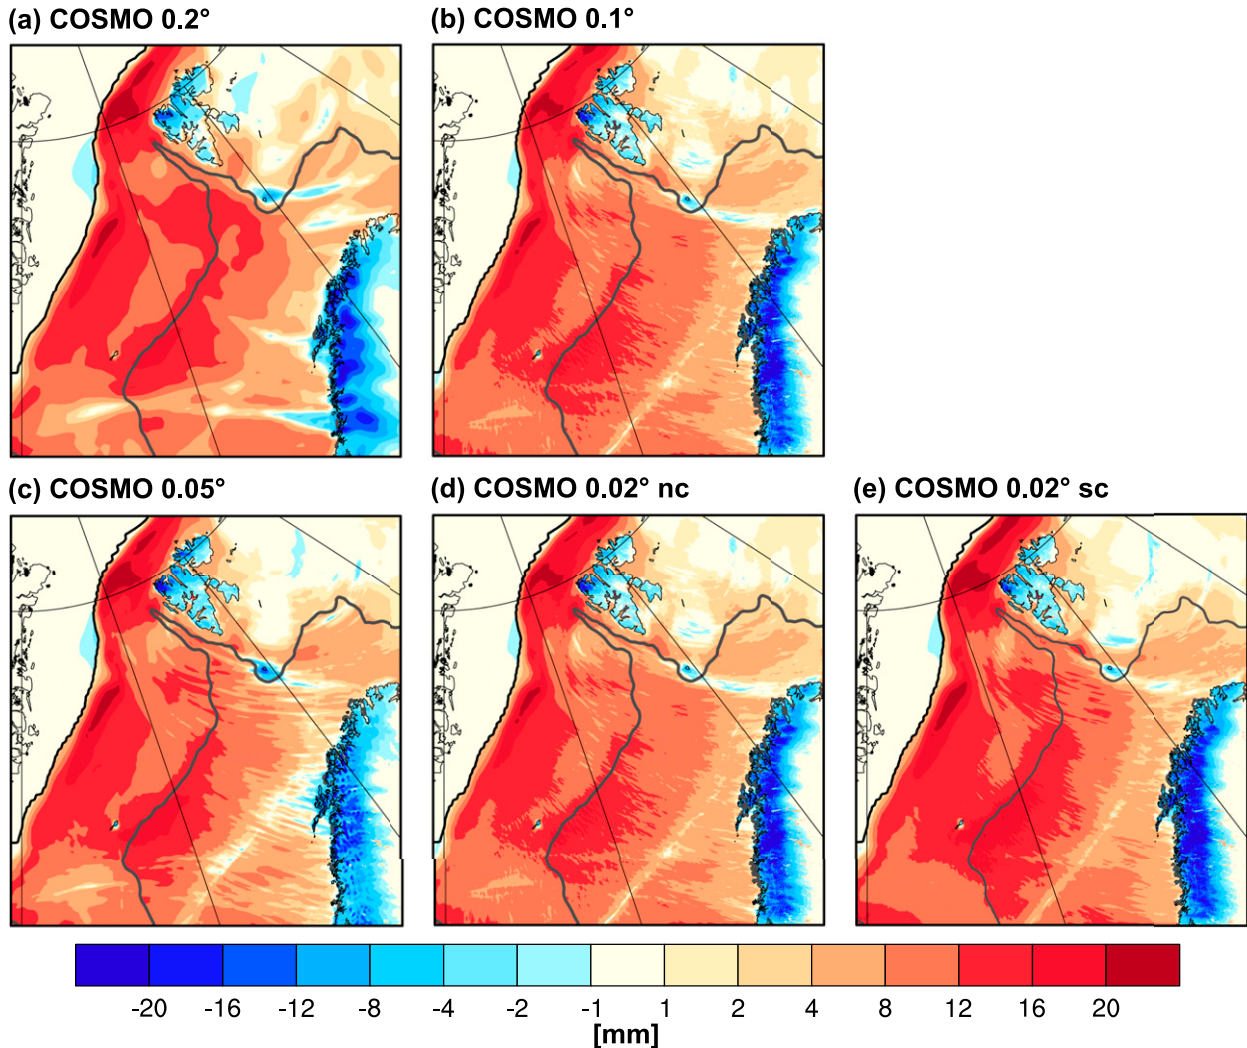 (a) COSMO 0.2°
(b) COSMO 0.1°
(c) COSMO 0.05°
(d) COSMO 0.02° nc
(e) COSMO 0.02° sc
-20 -16 -12 -8 -4 -2 -1 1 2 4 8 12 16 20
[mm]